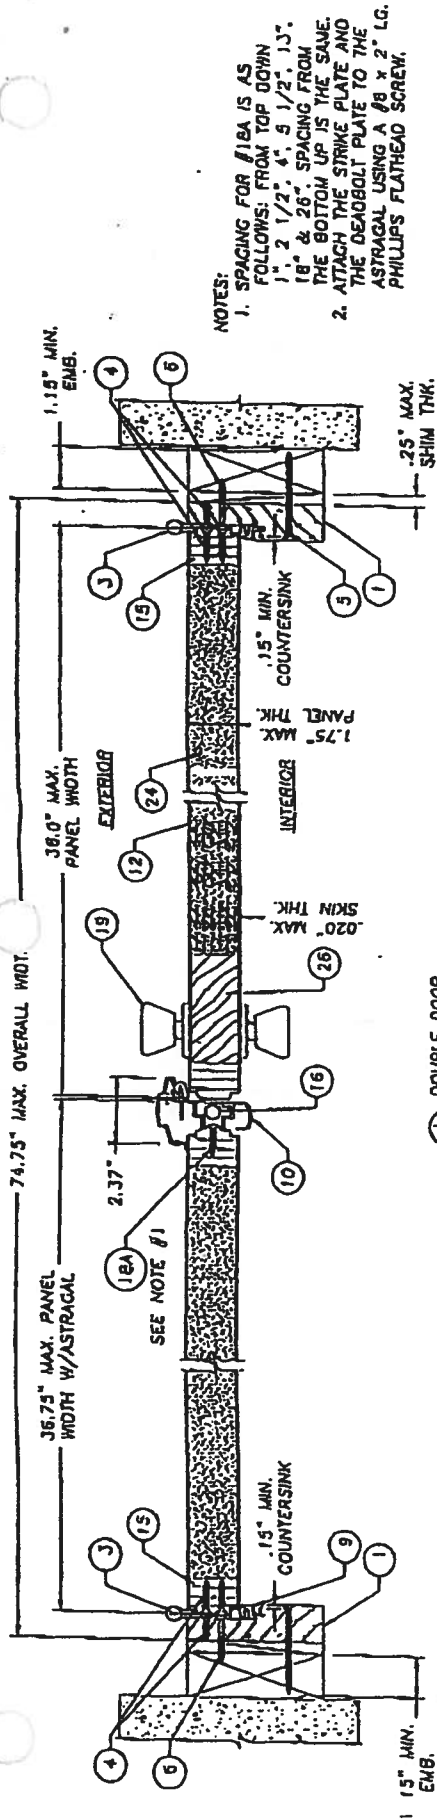 74.75" MAX. OVERALL WIDT.
36.75" MAX. PANEL
WIDTH W/ASTRAGAL
36.0" MAX.
PANEL WIDTH
1.15" MIN.
EMB.
2.37"
EXTERIOR
INTERIOR
3
15
4
6
18A
SEE NOTE #1
19
12
24
15
3
4
6
.15" MIN.
COUNTERSINK
9
1
10
16
26
.020" MAX.
SKIN THK.
1.75" MAX.
PANEL THK.
.15" MIN.
COUNTERSINK
5
1
.25" MAX.
SHIM THK.
15" MIN.
EMB.
DOUBLE DOOR
NOTES:
1. SPACING FOR #18A IS AS
FOLLOWS: FROM TOP DOWN
1", 2 1/2", 4", 5 1/2", 13",
18" & 26". SPACING FROM
THE BOTTOM UP IS THE SAME.
2. ATTACH THE STRIKE PLATE AND
THE DEADBOLT PLATE TO THE
ASTRAGAL USING A #8 x 2" LG.
PHILLIPS FLATHEAD SCREW.